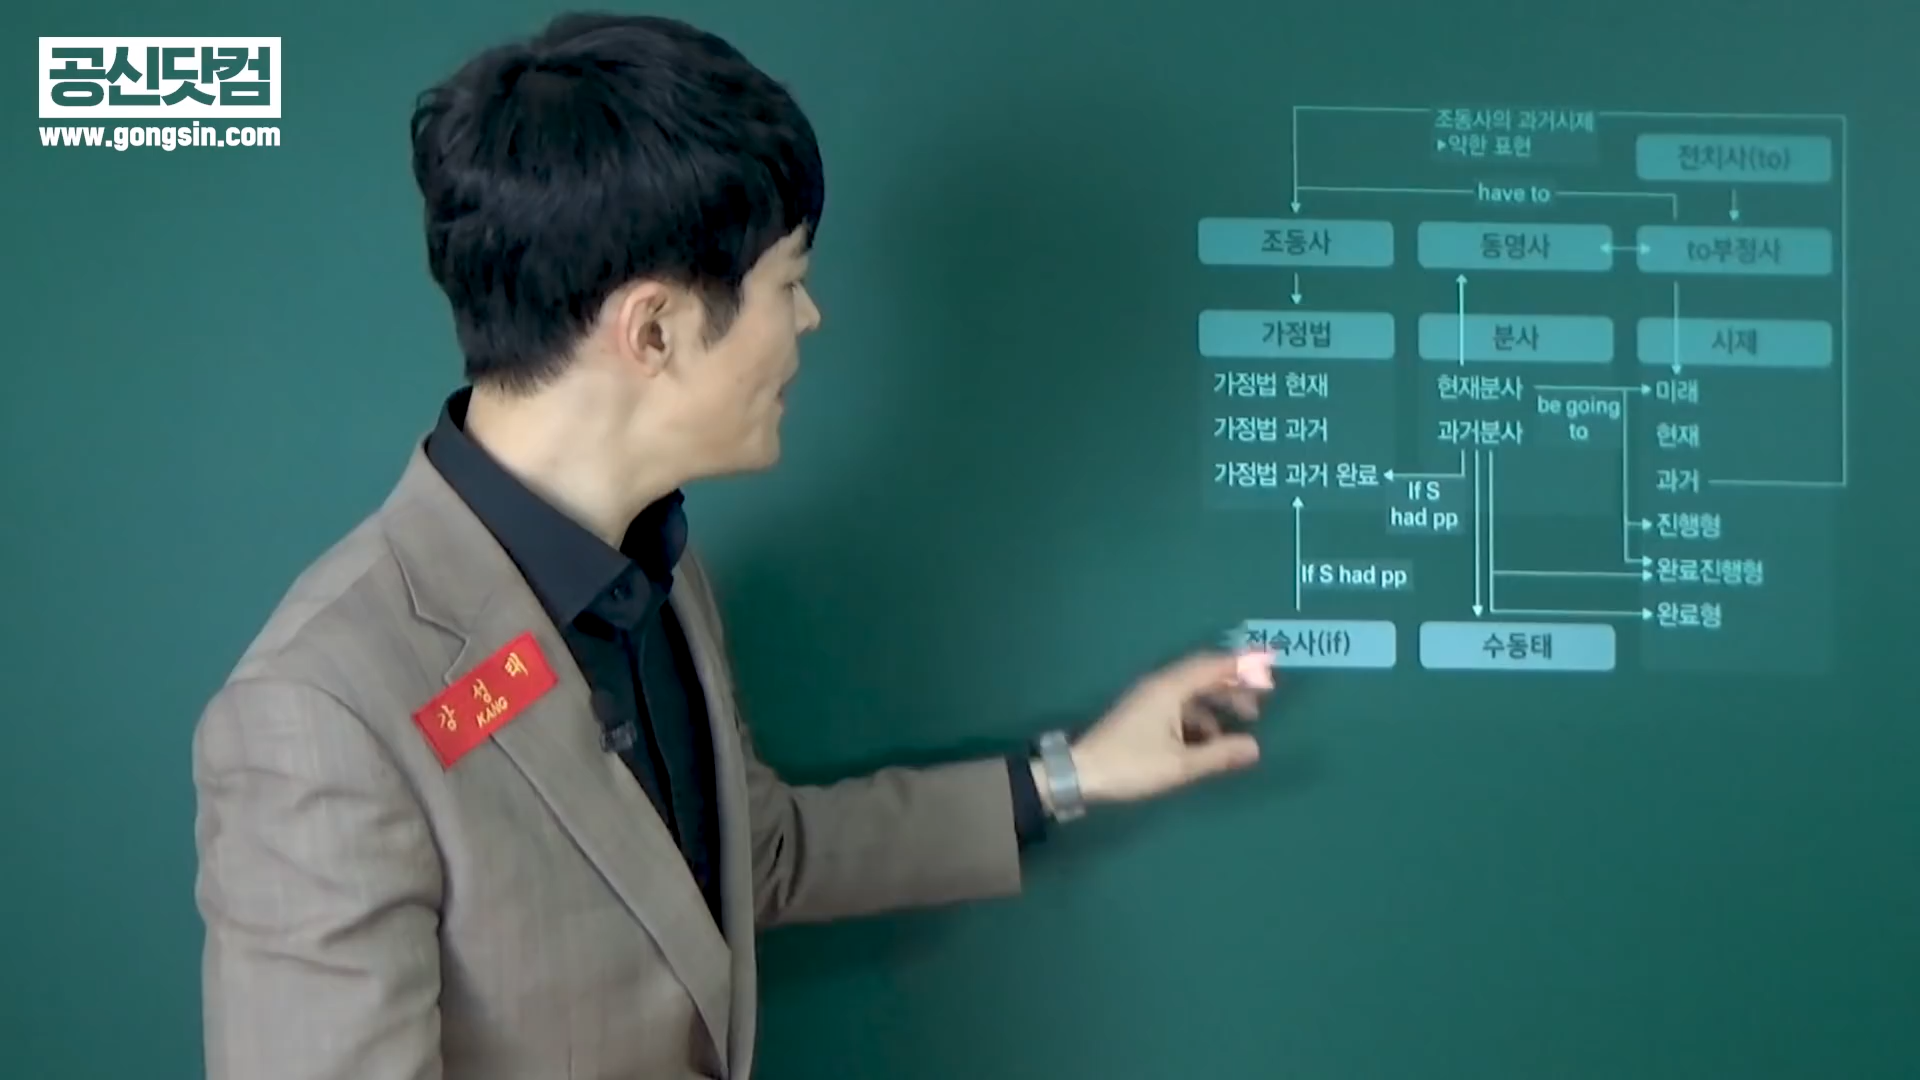 공신닷컴
www.gongsin.com
조동사의 과거시제
▶약한 표현
전치사(to)
have to
조동사
동명사
to부정사
가정법
분사
시제
가정법 현재
현재분사
미래
be going
to
가정법 과거
과거분사
현재
가정법 과거 완료
과거
If S
had pp
진행형
If S had pp
완료진행형
완료형
접속사(if)
수동태
강성태
KANG